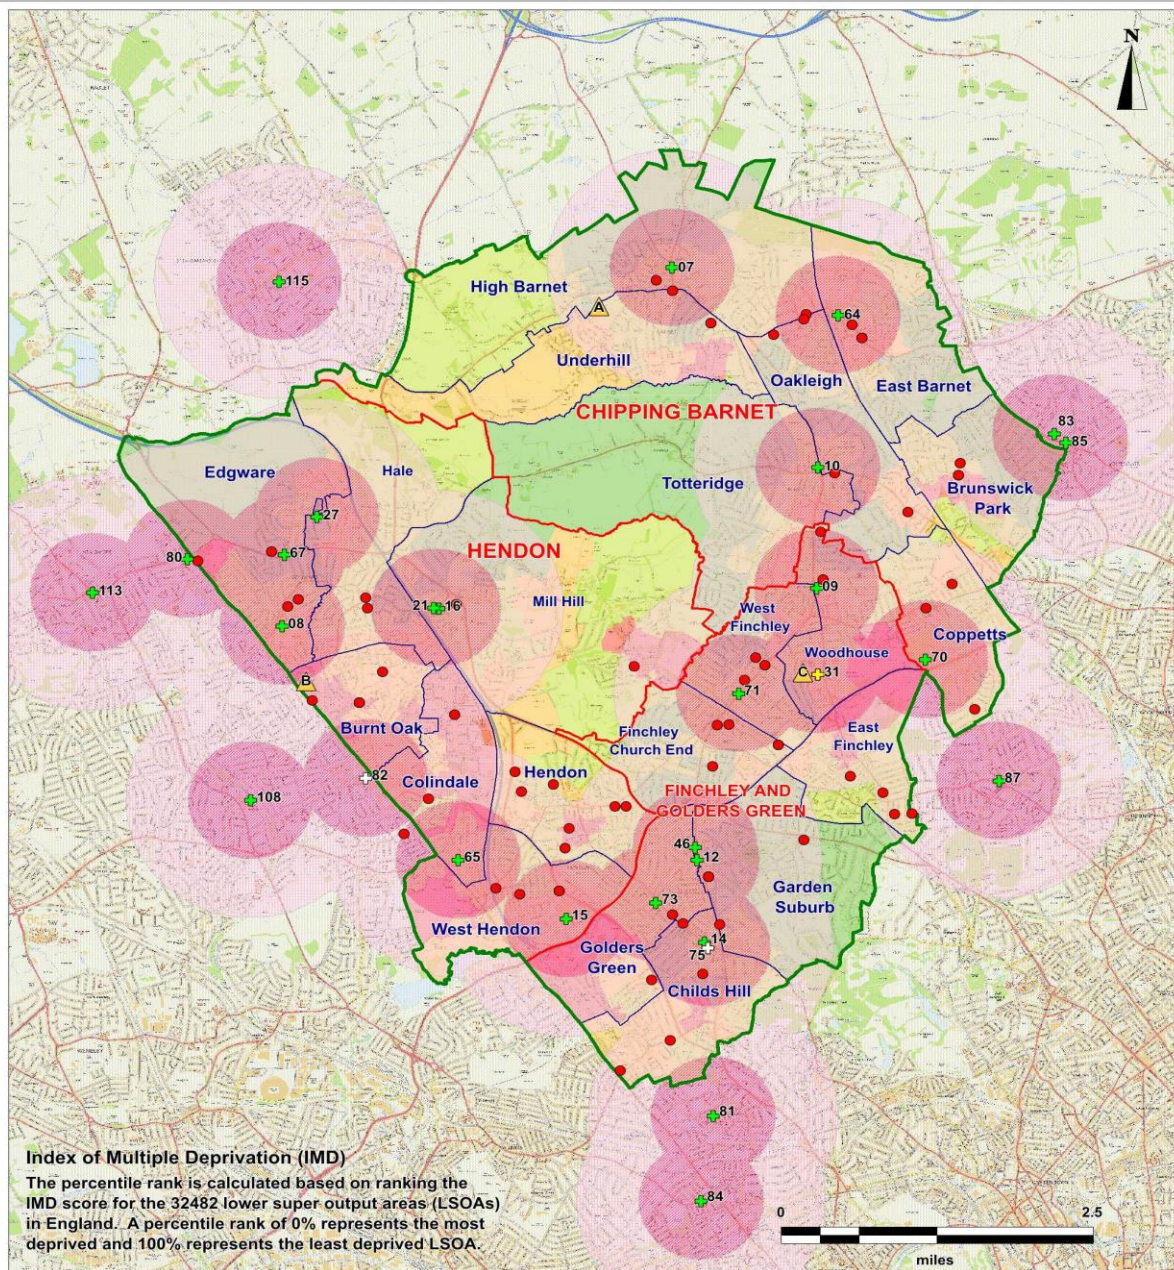 N
115
07
High Barnet
A
64
Underhill
Oakleigh
East Barnet
CHIPPING BARNET
83
85
Edgware
Hale
10
Totteridge
Brunswick
Park
27
HENDON
67
80
113
09
21
16
Mill Hill
West
Finchley
08
Coppetts
Woodhouse
70
C
31
B
71
Burnt Oak
Finchley
Church End
East
Finchley
82
Colindale
Hendon
87
108
FINCHLEY AND
GOLDERS GREEN
46
12
65
Garden
Suburb
73
15
West Hendon
14
75
Golders
Green
Childs Hill
81
84
Index of Multiple Deprivation (IMD)
The percentile rank is calculated based on ranking the
IMD score for the 32482 lower super output areas (LSOAs)
in England. A percentile rank of 0% represents the most
deprived and 100% represents the least deprived LSOA.
0
2.5
miles